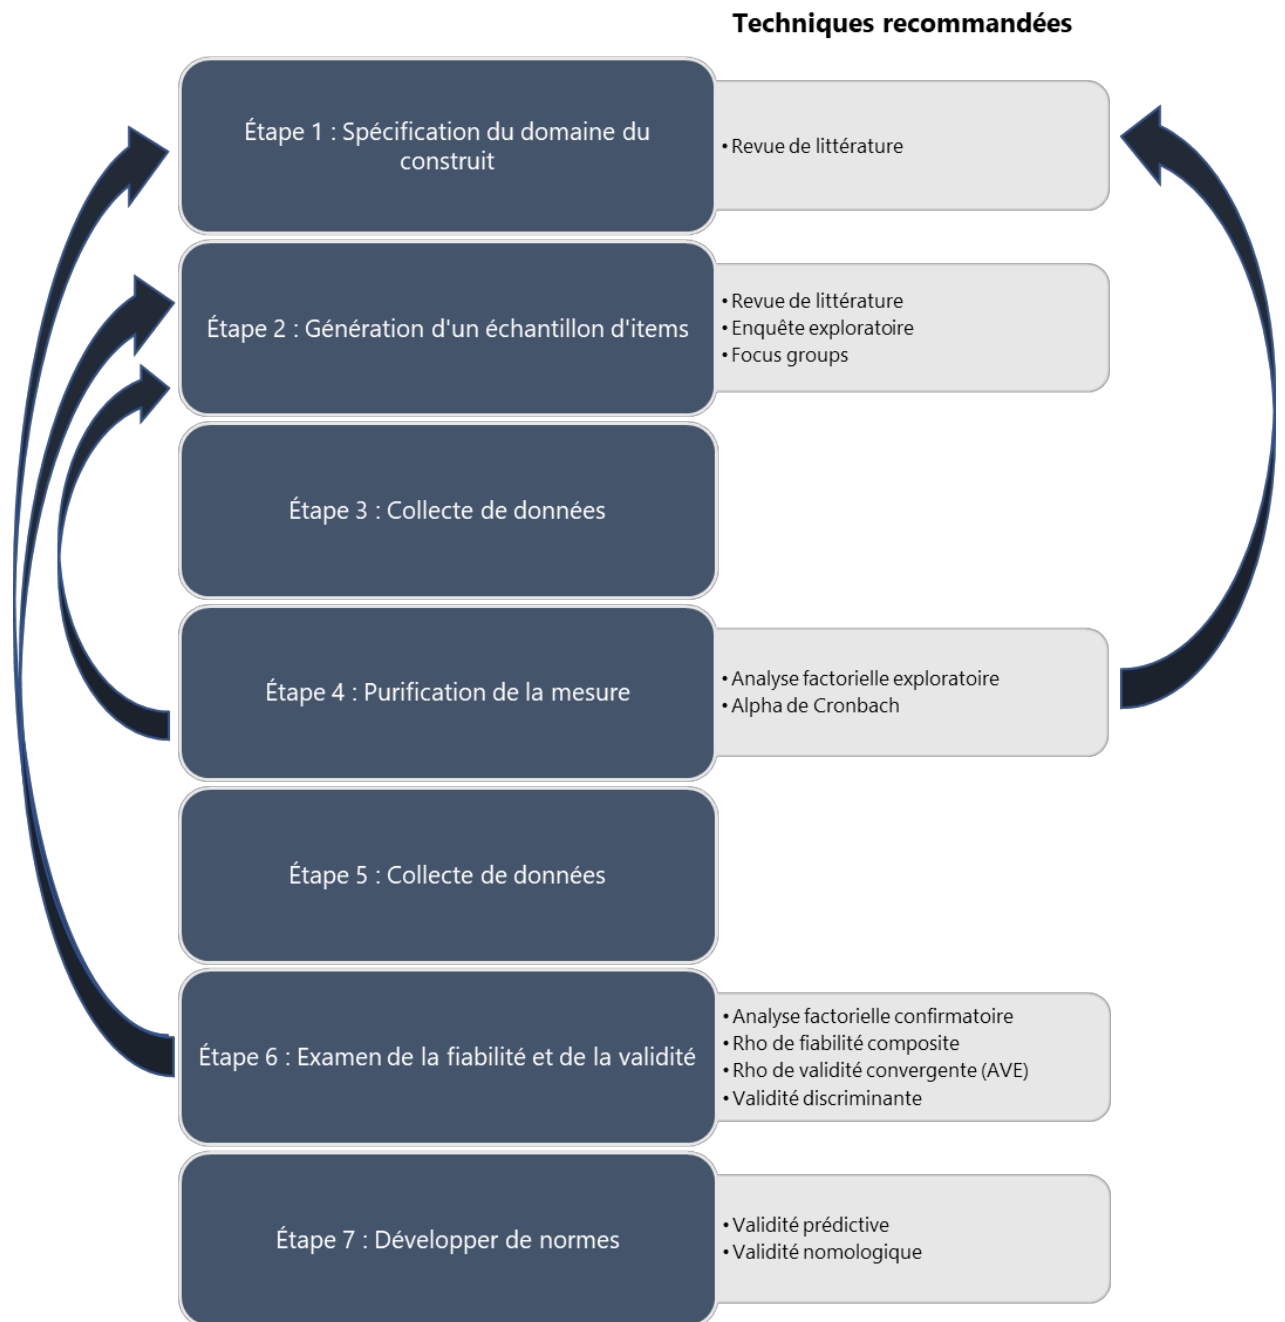 Techniques recommandées
Étape 1 : Spécification du domaine du
construit
• Revue de littérature
Étape 2 : Génération d'un échantillon d'items
• Revue de littérature
• Enquête exploratoire
• Focus groups
Étape 3 : Collecte de données
Étape 4 : Purification de la mesure
• Analyse factorielle exploratoire
• Alpha de Cronbach
Étape 5 : Collecte de données
Étape 6 : Examen de la fiabilité et de la validité
• Analyse factorielle confirmatoire
• Rho de fiabilité composite
• Rho de validité convergente (AVE)
• Validité discriminante
Étape 7 : Développer de normes
• Validité prédictive
• Validité nomologique